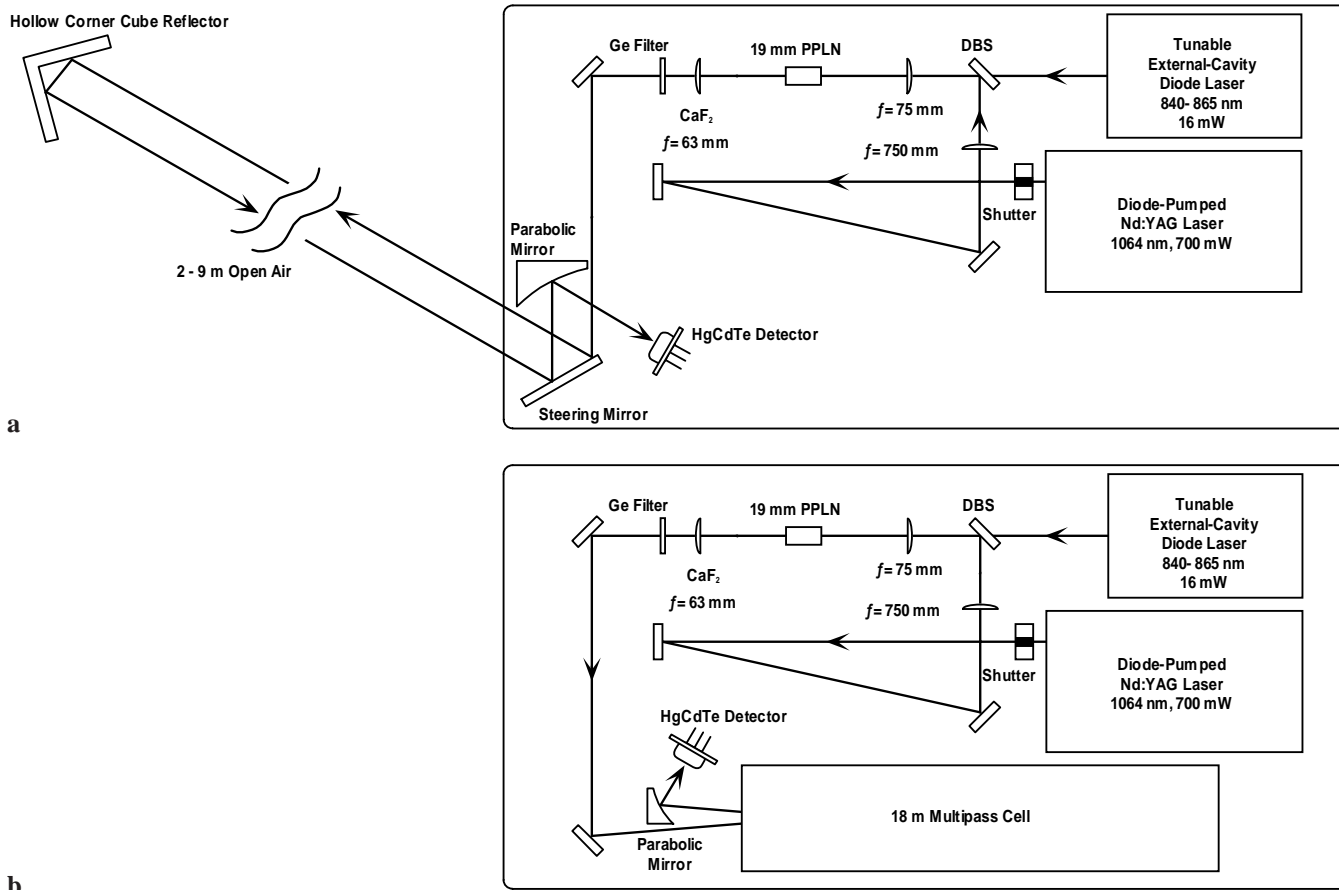 a
Hollow Corner Cube Reflector
2 - 9 m Open Air
Ge Filter
19 mm PPLN
DBS
Tunable
External-Cavity
Diode Laser
840- 865 nm
16 mW
CaF₂
ƒ= 63 mm
ƒ= 75 mm
ƒ= 750 mm
Shutter
Diode-Pumped
Nd:YAG Laser
1064 nm, 700 mW
Parabolic
Mirror
HgCdTe Detector
Steering Mirror
Ge Filter
19 mm PPLN
DBS
Tunable
External-Cavity
Diode Laser
840- 865 nm
16 mW
CaF₂
ƒ= 63 mm
ƒ= 75 mm
ƒ= 750 mm
Shutter
Diode-Pumped
Nd:YAG Laser
1064 nm, 700 mW
HgCdTe Detector
Parabolic
Mirror
18 m Multipass Cell
b